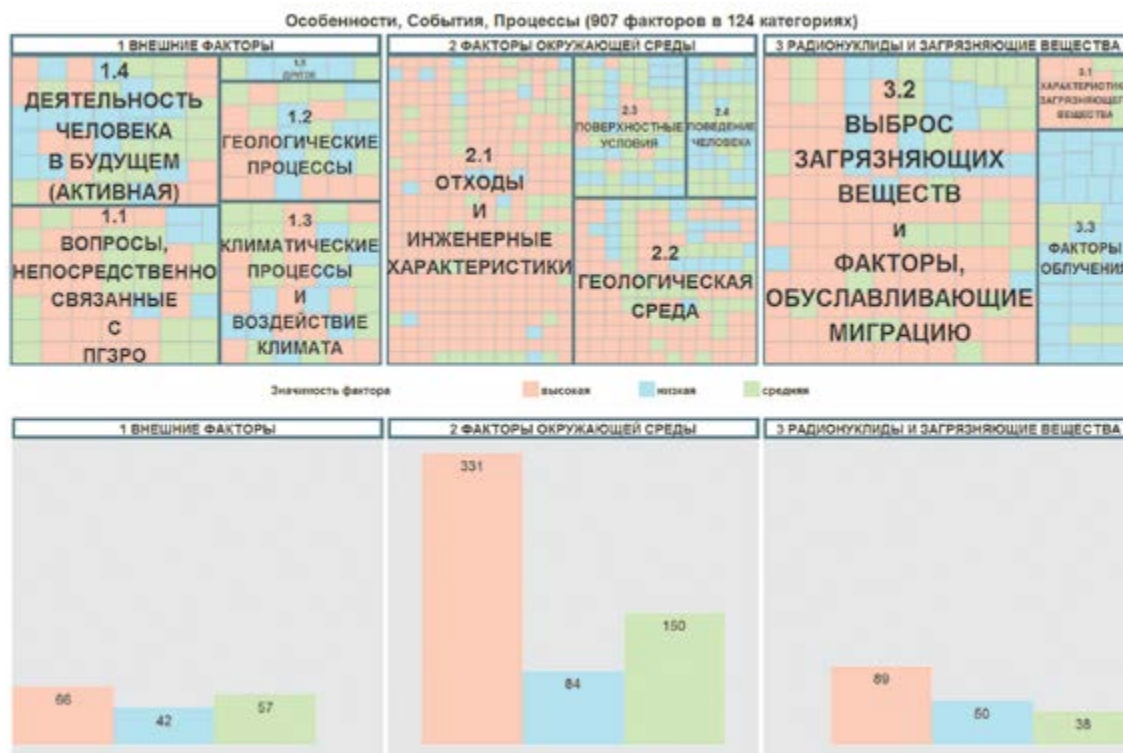 Особенности, События, Процессы (907 факторов в 124 категориях)
1 ВНЕШНИЕ ФАКТОРЫ
1.4
ДЕЯТЕЛЬНОСТЬ
ЧЕЛОВЕКА
В БУДУЩЕМ
(АКТИВНАЯ)
ДРУГОЕ
1.2
ГЕОЛОГИЧЕСКИЕ
ПРОЦЕССЫ
1.1
ВОПРОСЫ,
НЕПОСРЕДСТВЕННО
СВЯЗАННЫЕ
С
ПГЗРО
1.3
КЛИМАТИЧЕСКИЕ
ПРОЦЕССЫ
И
ВОЗДЕЙСТВИЕ
КЛИМАТА
2 ФАКТОРЫ ОКРУЖАЮЩЕЙ СРЕДЫ
2.1
ОТХОДЫ
И
ИНЖЕНЕРНЫЕ
ХАРАКТЕРИСТИКИ
2.3
ПОВЕРХНОСТНЫЕ
УСЛОВИЯ
2.4
ПОВЕДЕНИЕ
ЧЕЛОВЕКА
2.2
ГЕОЛОГИЧЕСКАЯ
СРЕДА
3 РАДИОНУКЛИДЫ И ЗАГРЯЗНЯЮЩИЕ ВЕЩЕСТВА
3.2
ВЫБРОС
ЗАГРЯЗНЯЮЩИХ
ВЕЩЕСТВ
и
ФАКТОРЫ,
ОБУСЛАВЛИВАЮЩИЕ
МИГРАЦИЮ
3.1
ХАРАКТЕРИСТИКИ
ЗАГРЯЗНЯЮЩЕГО
ВЕЩЕСТВА
3.3
ФАКТОРЫ
ОБЛУЧЕНИЯ
Значимость фактора
высокая
низкая
средняя
1 ВНЕШНИЕ ФАКТОРЫ
66
42
57
2 ФАКТОРЫ ОКРУЖАЮЩЕЙ СРЕДЫ
331
84
150
3 РАДИОНУКЛИДЫ И ЗАГРЯЗНЯЮЩИЕ ВЕЩЕСТВА
89
50
38